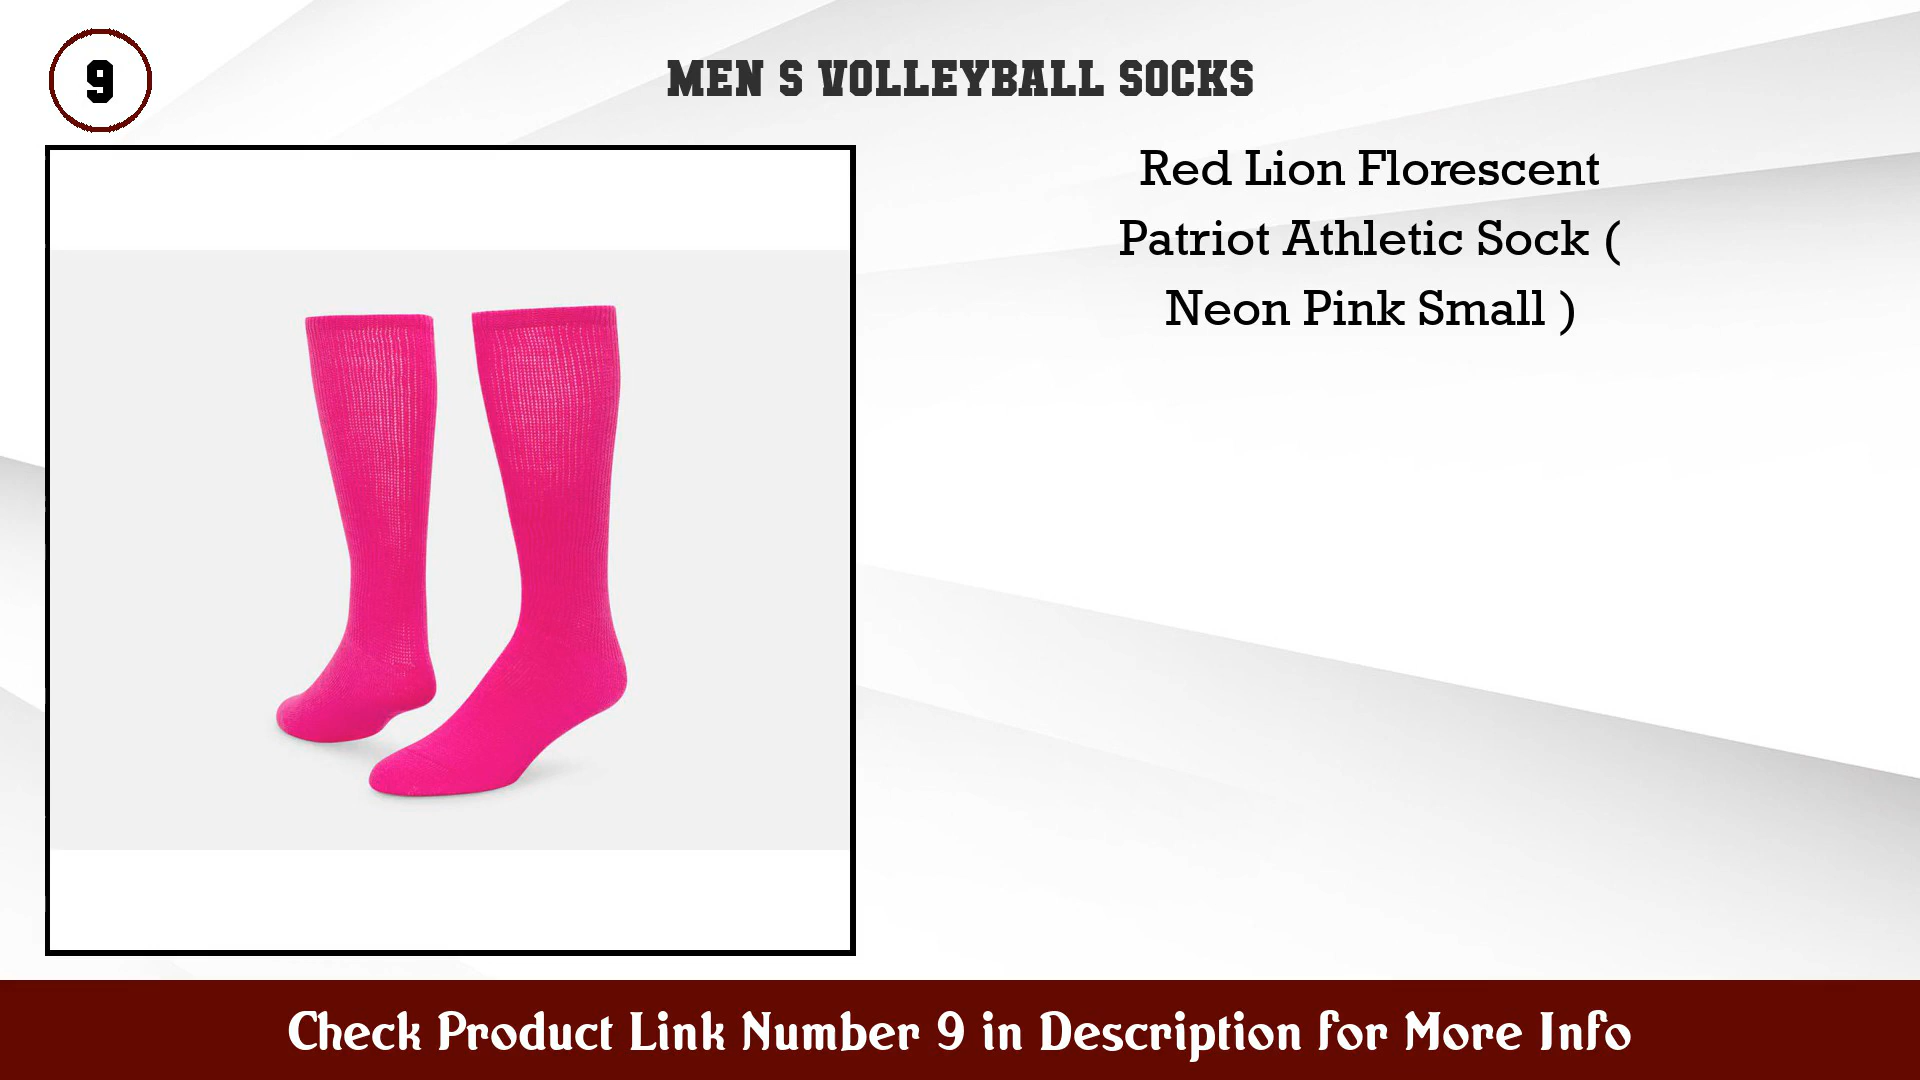 9
MEN S VOLLEYBALL SOCKS
Red Lion Florescent
Patriot Athletic Sock (
Neon Pink Small )
Check Product Link Number 9 in Description for More Info